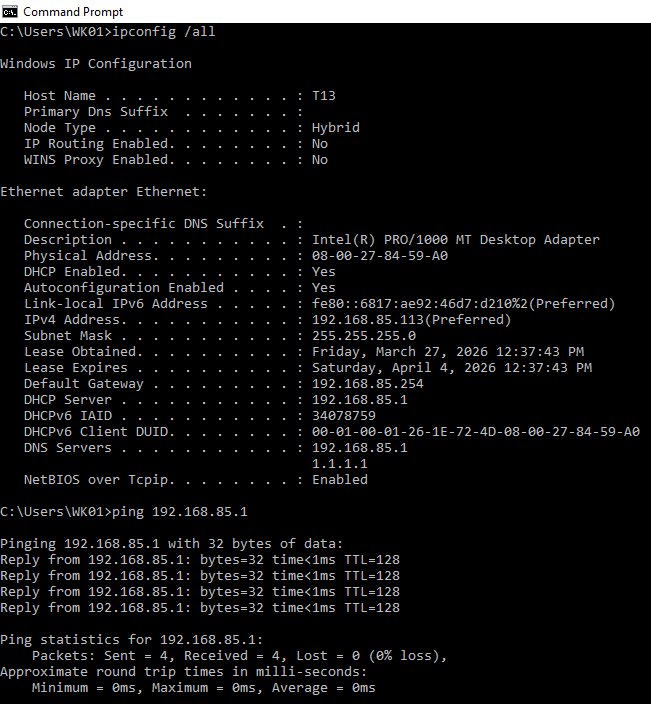 Command Prompt
C:\Users\WK01>ipconfig /all
Windows IP Configuration
   Host Name . . . . . . . . . . . . : T13
   Primary Dns Suffix  . . . . . . . :
   Node Type . . . . . . . . . . . . : Hybrid
   IP Routing Enabled. . . . . . . . : No
   WINS Proxy Enabled. . . . . . . . : No
Ethernet adapter Ethernet:
   Connection-specific DNS Suffix  . :
   Description . . . . . . . . . . . : Intel(R) PRO/1000 MT Desktop Adapter
   Physical Address. . . . . . . . . : 08-00-27-84-59-A0
   DHCP Enabled. . . . . . . . . . . : Yes
   Autoconfiguration Enabled . . . . : Yes
   Link-local IPv6 Address . . . . . : fe80::6817:ae92:46d7:d210%2(Preferred)
   IPv4 Address. . . . . . . . . . . : 192.168.85.113(Preferred)
   Subnet Mask . . . . . . . . . . . : 255.255.255.0
   Lease Obtained. . . . . . . . . . : Friday, March 27, 2026 12:37:43 PM
   Lease Expires . . . . . . . . . . : Saturday, April 4, 2026 12:37:43 PM
   Default Gateway . . . . . . . . . : 192.168.85.254
   DHCP Server . . . . . . . . . . . : 192.168.85.1
   DHCPv6 IAID . . . . . . . . . . . : 34078759
   DHCPv6 Client DUID. . . . . . . . : 00-01-00-01-26-1E-72-4D-08-00-27-84-59-A0
   DNS Servers . . . . . . . . . . . : 192.168.85.1
                                       1.1.1.1
   NetBIOS over Tcpip. . . . . . . . : Enabled
C:\Users\WK01>ping 192.168.85.1
Pinging 192.168.85.1 with 32 bytes of data:
Reply from 192.168.85.1: bytes=32 time<1ms TTL=128
Reply from 192.168.85.1: bytes=32 time<1ms TTL=128
Reply from 192.168.85.1: bytes=32 time<1ms TTL=128
Reply from 192.168.85.1: bytes=32 time<1ms TTL=128
Ping statistics for 192.168.85.1:
    Packets: Sent = 4, Received = 4, Lost = 0 (0% loss),
Approximate round trip times in milli-seconds:
    Minimum = 0ms, Maximum = 0ms, Average = 0ms